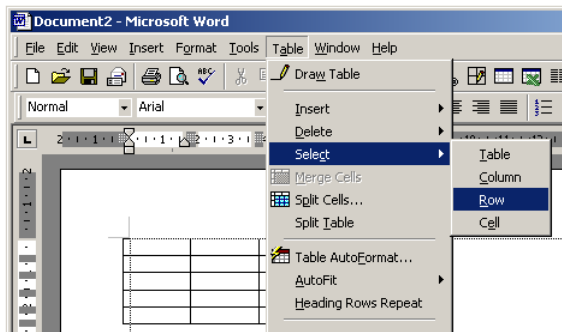 Document2 - Microsoft Word
File Edit View Insert Format Tools Table Window Help
Draw Table
Normal Arial
Insert
Delete
Select
Merge Cells
Split Cells...
Split Table
Table AutoFormat...
AutoFit
Heading Rows Repeat
Table
Column
Row
Cell